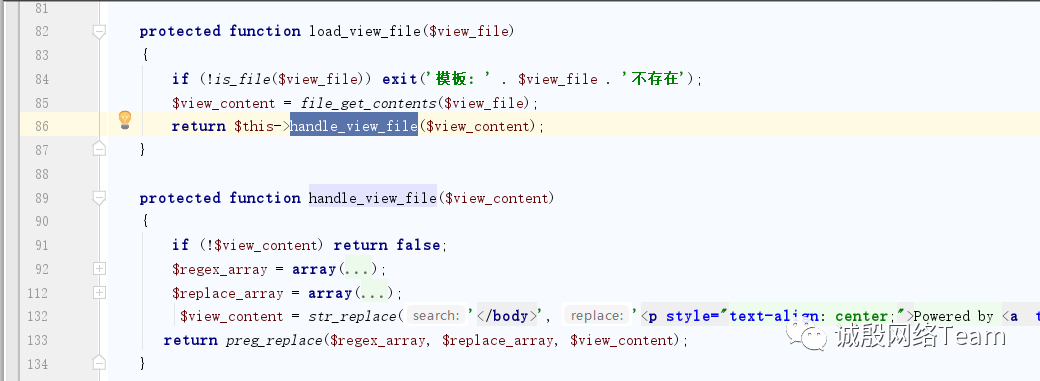 81
82 protected function load_view_file($view_file)
83 {
84 if (!is_file($view_file)) exit('模板: ' . $view_file . '不存在');
85 $view_content = file_get_contents($view_file);
86 return $this->handle_view_file($view_content);
87 }
88
89 protected function handle_view_file($view_content)
90 {
91 if (!$view_content) return false;
92 $regex_array = array(...);
112 $replace_array = array(...);
132 $view_content = str_replace( search: '</body>', replace: '<p style="text-align: center;">Powered by <a t
133 return preg_replace($regex_array, $replace_array, $view_content);
134 }
诚殷网络Team